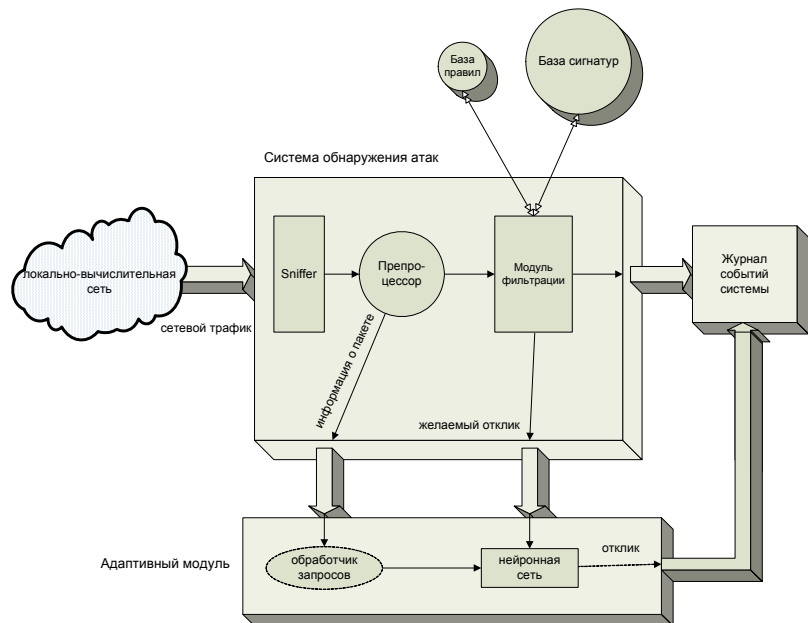 База
правил
База сигнатур
Система обнаружения атак
локально-вычислительная
сеть
сетевой трафик
Sniffer
Препро-
цессор
Модуль
фильтрации
Журнал
событий
системы
информация о пакете
желаемый отклик
Адаптивный модуль
обработчик
запросов
нейронная
сеть
отклик